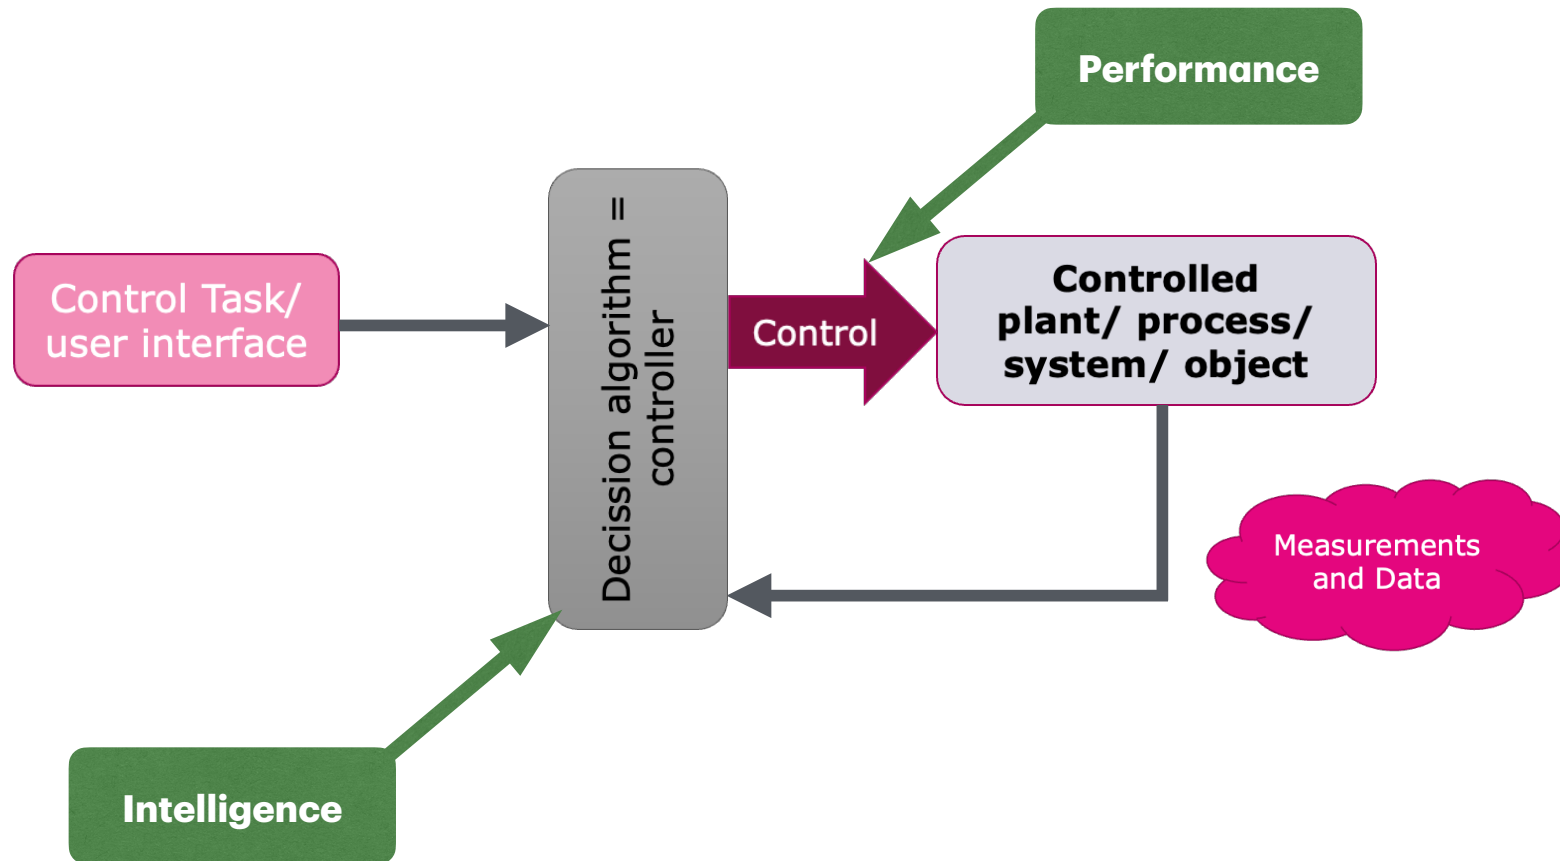 Performance
Control Task/
user interface
Decission algorithm =
controller
Control
Controlled
plant/ process/
system/ object
Measurements
and Data
Intelligence